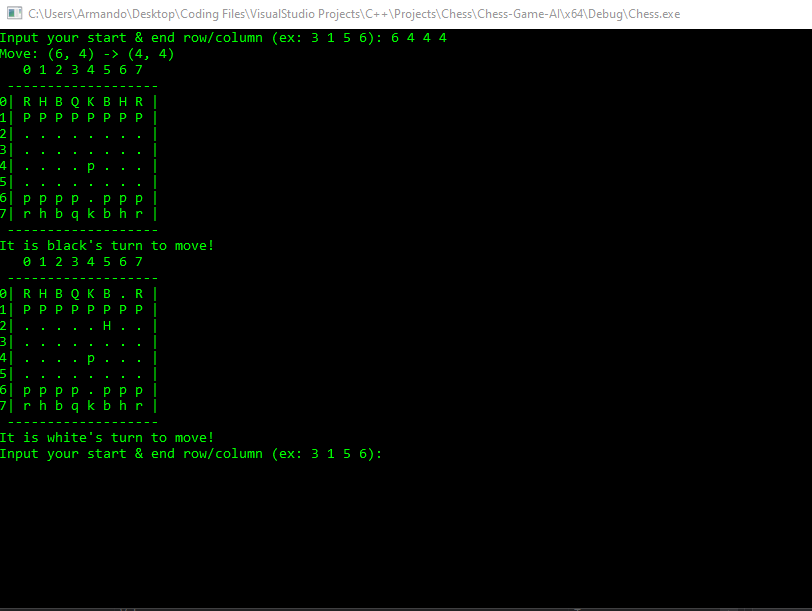 C:\Users\Armando\Desktop\Coding Files\VisualStudio Projects\C++\Projects\Chess\Chess-Game-AI\x64\Debug\Chess.exe
Input your start & end row/column (ex: 3 1 5 6): 6 4 4 4
Move: (6, 4) -> (4, 4)
   0 1 2 3 4 5 6 7
 -------------------
0| R H B Q K B H R |
1| P P P P P P P P |
2| . . . . . . . . |
3| . . . . . . . . |
4| . . . . p . . . |
5| . . . . . . . . |
6| p p p p . p p p |
7| r h b q k b h r |
 -------------------
It is black's turn to move!
   0 1 2 3 4 5 6 7
 -------------------
0| R H B Q K B . R |
1| P P P P P P P P |
2| . . . . . H . . |
3| . . . . . . . . |
4| . . . . p . . . |
5| . . . . . . . . |
6| p p p p . p p p |
7| r h b q k b h r |
 -------------------
It is white's turn to move!
Input your start & end row/column (ex: 3 1 5 6):